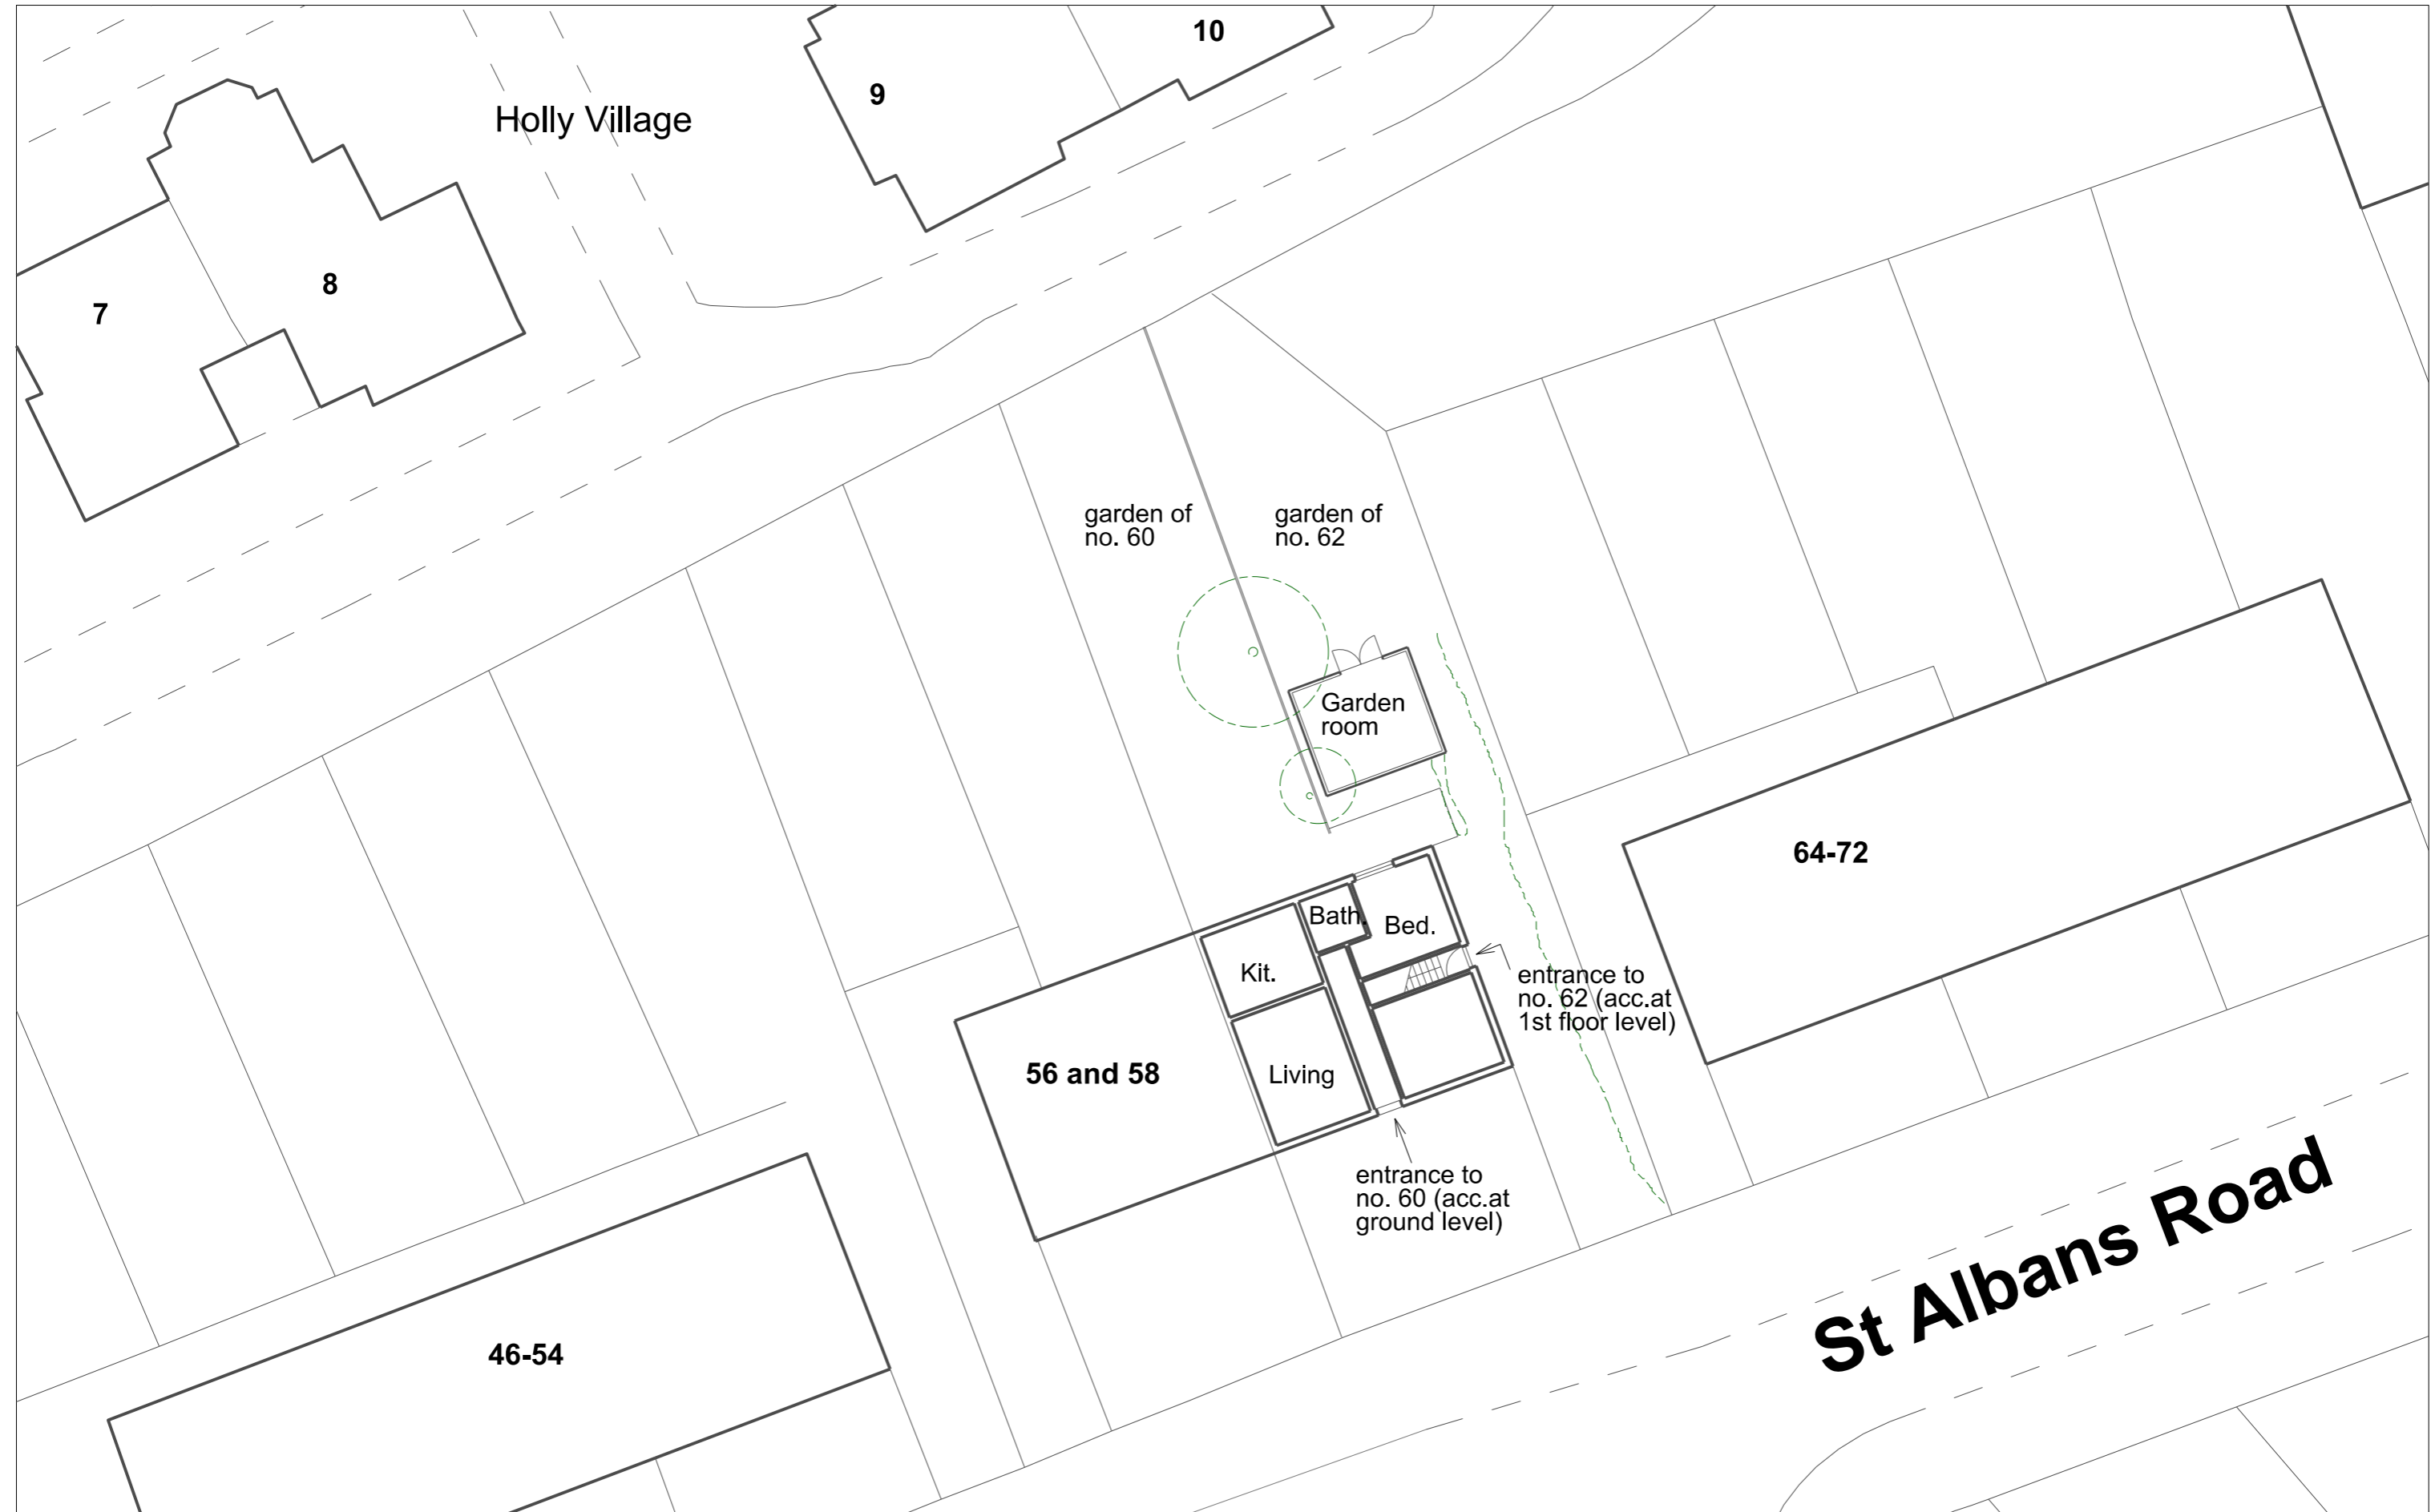 10
9
Holly Village
8
7
garden of
no. 60
garden of
no. 62
Garden
room
64-72
Bath.
Bed.
Kit.
entrance to
no. 62 (acc.at
1st floor level)
56 and 58
Living
entrance to
no. 60 (acc.at
ground level)
St Albans Road
46-54